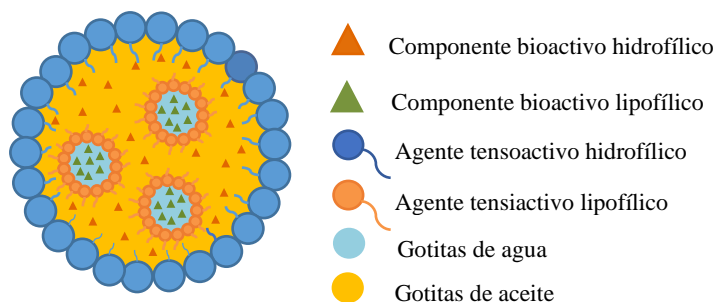 Componente bioactivo hidrofílico
Componente bioactivo lipofílico
Agente tensoactivo hidrofílico
Agente tensiactivo lipofílico
Gotitas de agua
Gotitas de aceite